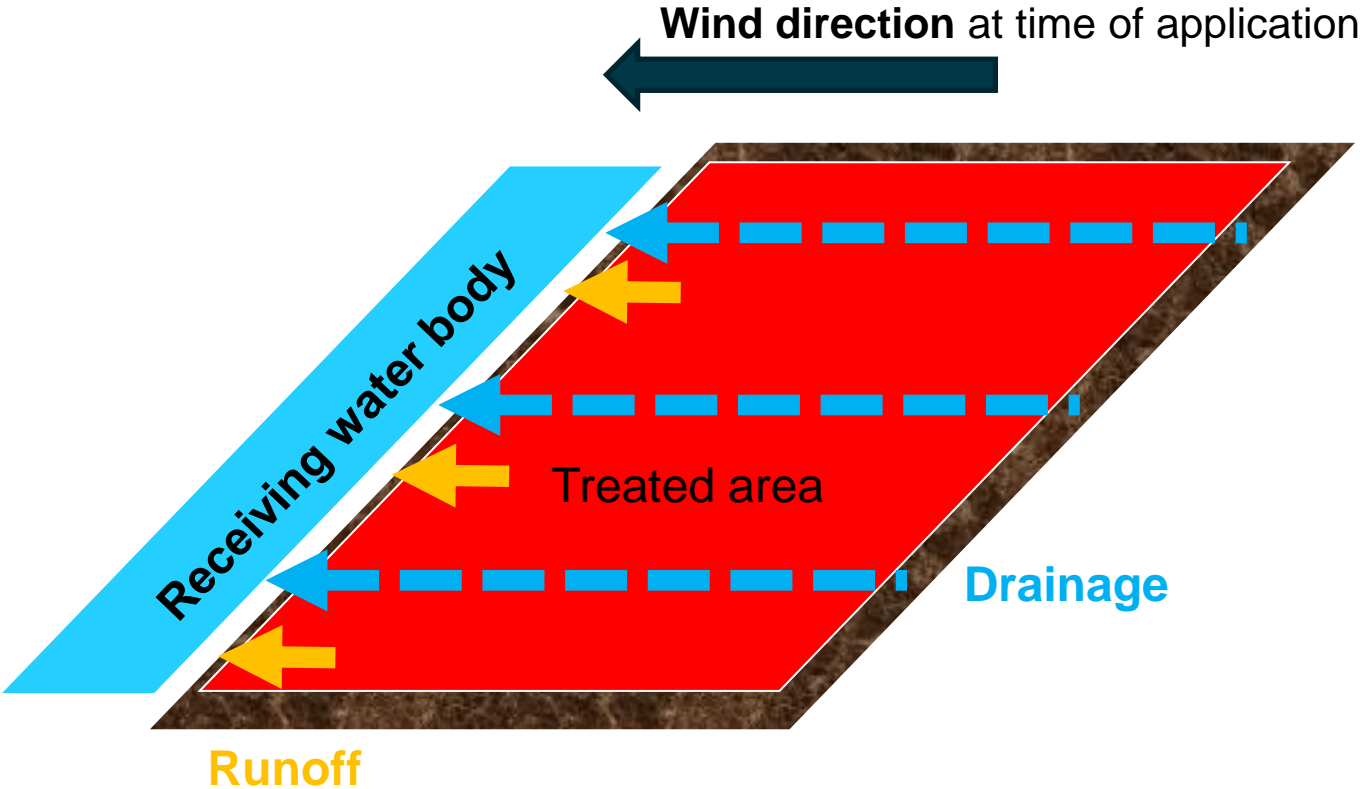 Wind direction at time of application
Receiving water body
Treated area
Drainage
Runoff